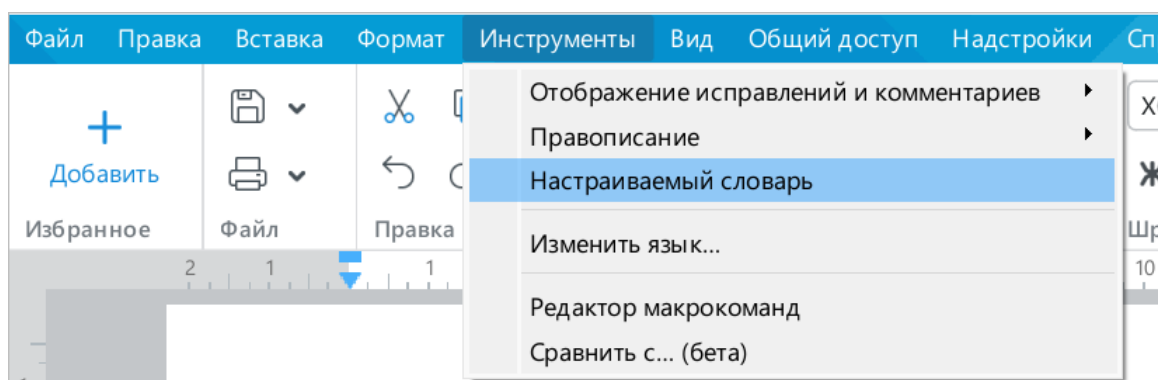 Файл Правка Вставка Формат Инструменты Вид Общий доступ Надстройки
Отображение исправлений и комментариев
Правописание
Добавить
Настраиваемый словарь
Избранное Файл Правка
Изменить язык...
2 1 1 10
Редактор макрокоманд
Сравнить с... (бета)